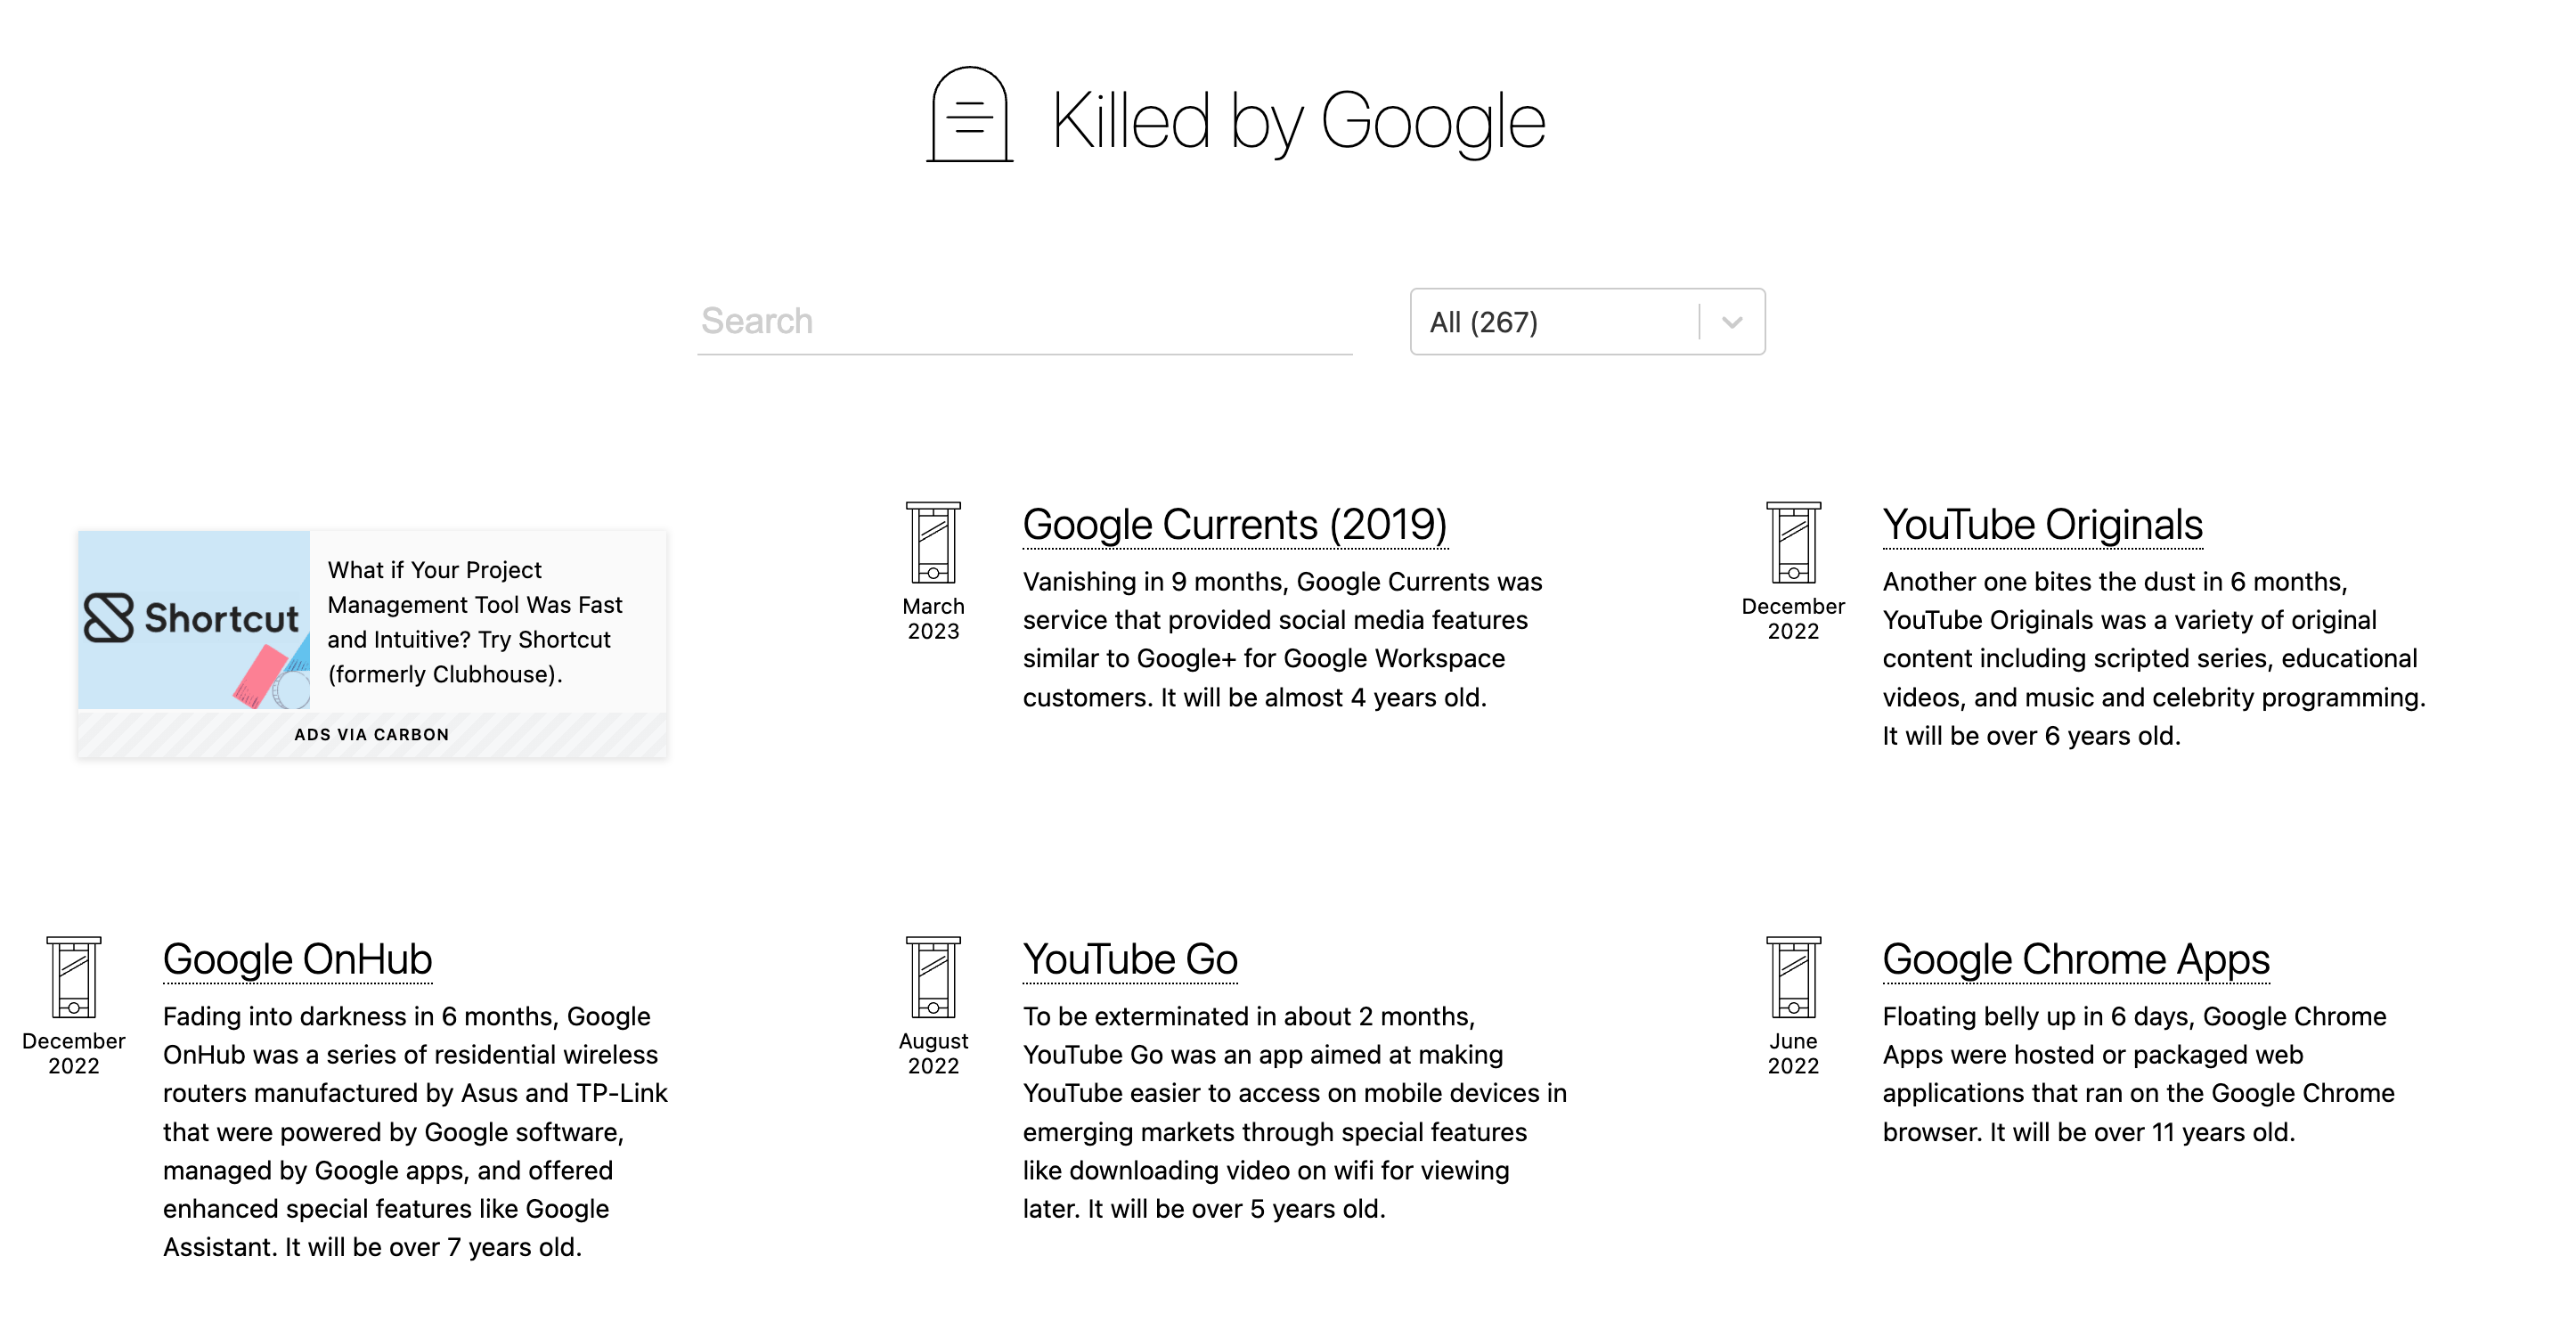 Killed by Google
Search
All (267)
Shortcut
What if Your Project
Management Tool Was Fast
and Intuitive? Try Shortcut
(formerly Clubhouse).
ADS VIA CARBON
March
2023
Google Currents (2019)
Vanishing in 9 months, Google Currents was
service that provided social media features
similar to Google+ for Google Workspace
customers. It will be almost 4 years old.
December
2022
YouTube Originals
Another one bites the dust in 6 months,
YouTube Originals was a variety of original
content including scripted series, educational
videos, and music and celebrity programming.
It will be over 6 years old.
December
2022
Google OnHub
Fading into darkness in 6 months, Google
OnHub was a series of residential wireless
routers manufactured by Asus and TP-Link
that were powered by Google software,
managed by Google apps, and offered
enhanced special features like Google
Assistant. It will be over 7 years old.
August
2022
YouTube Go
To be exterminated in about 2 months,
YouTube Go was an app aimed at making
YouTube easier to access on mobile devices in
emerging markets through special features
like downloading video on wifi for viewing
later. It will be over 5 years old.
June
2022
Google Chrome Apps
Floating belly up in 6 days, Google Chrome
Apps were hosted or packaged web
applications that ran on the Google Chrome
browser. It will be over 11 years old.